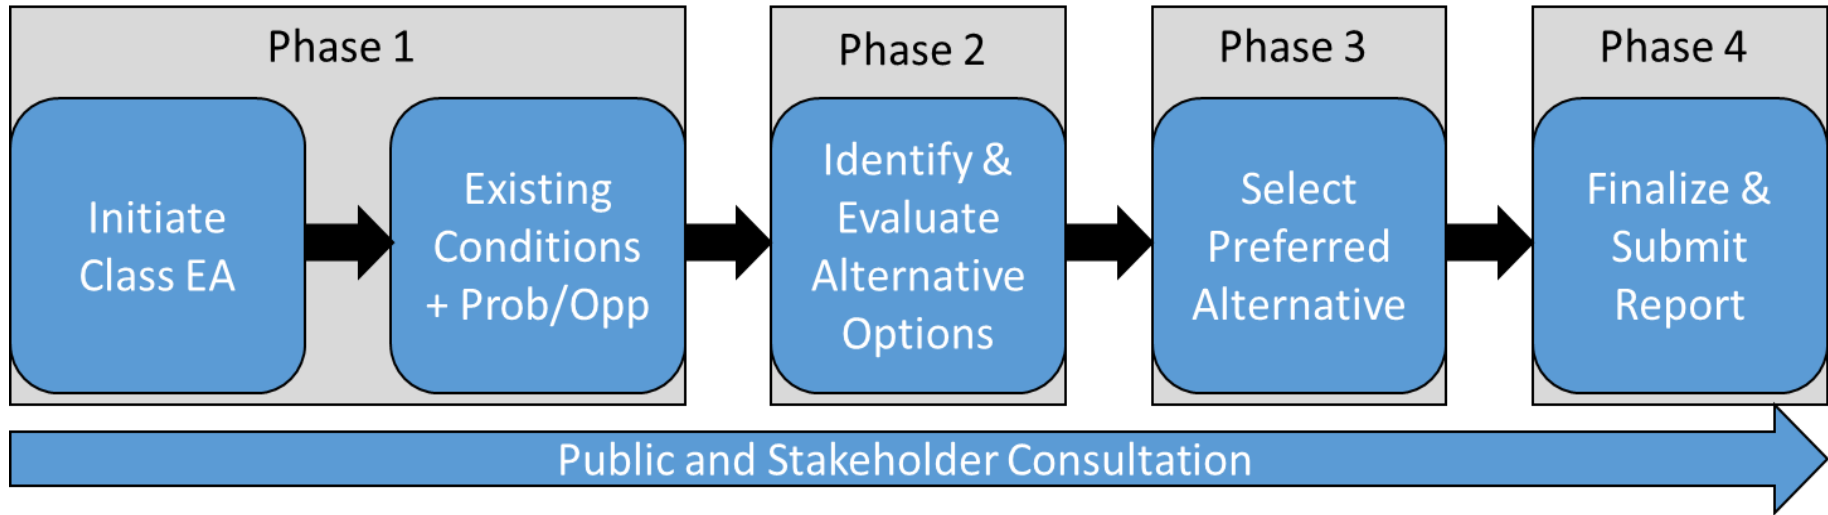 Phase 1
Initiate
Class EA
Existing
Conditions
+ Prob/Opp
Phase 2
Identify &
Evaluate
Alternative
Options
Phase 3
Select
Preferred
Alternative
Phase 4
Finalize &
Submit
Report
Public and Stakeholder Consultation